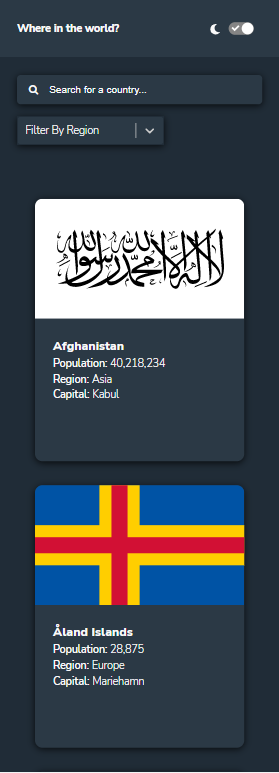 Where in the world?
Search for a country...
Filter By Region
لا إله إلا الله محمد رسول الله
Afghanistan
Population: 40,218,234
Region: Asia
Capital: Kabul
Åland Islands
Population: 28,875
Region: Europe
Capital: Mariehamn